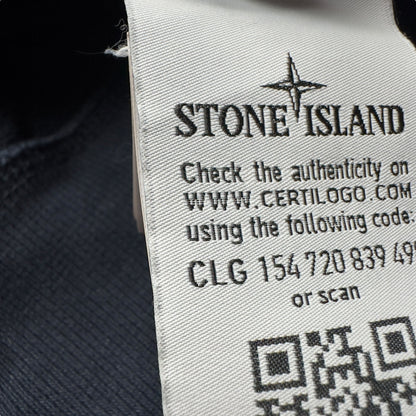 STONE ISLAND
Check the authenticity on
WWW.CERTILOGO.COM
using the following code:
CLG 154 720 839 49
or scan